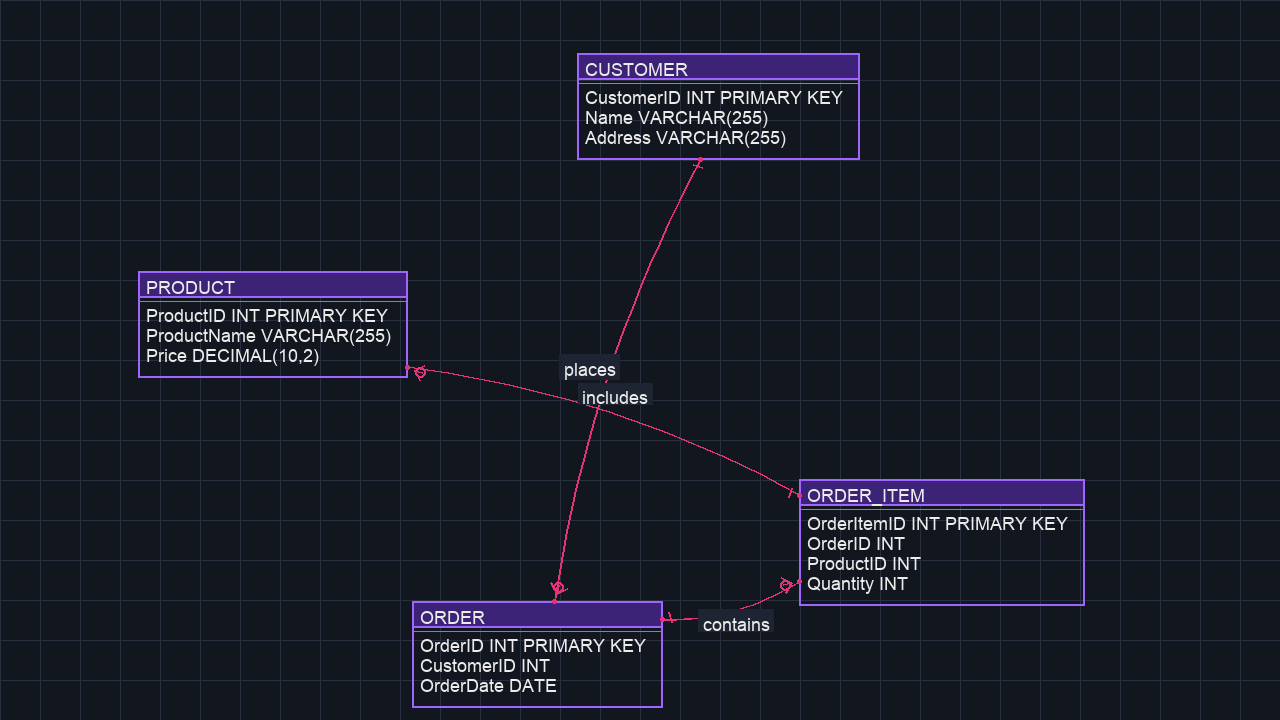 CUSTOMER
CustomerID INT PRIMARY KEY
Name VARCHAR(255)
Address VARCHAR(255)
PRODUCT
ProductID INT PRIMARY KEY
ProductName VARCHAR(255)
Price DECIMAL(10,2)
places
includes
ORDER_ITEM
OrderItemID INT PRIMARY KEY
OrderID INT
ProductID INT
Quantity INT
ORDER
OrderID INT PRIMARY KEY
CustomerID INT
OrderDate DATE
contains